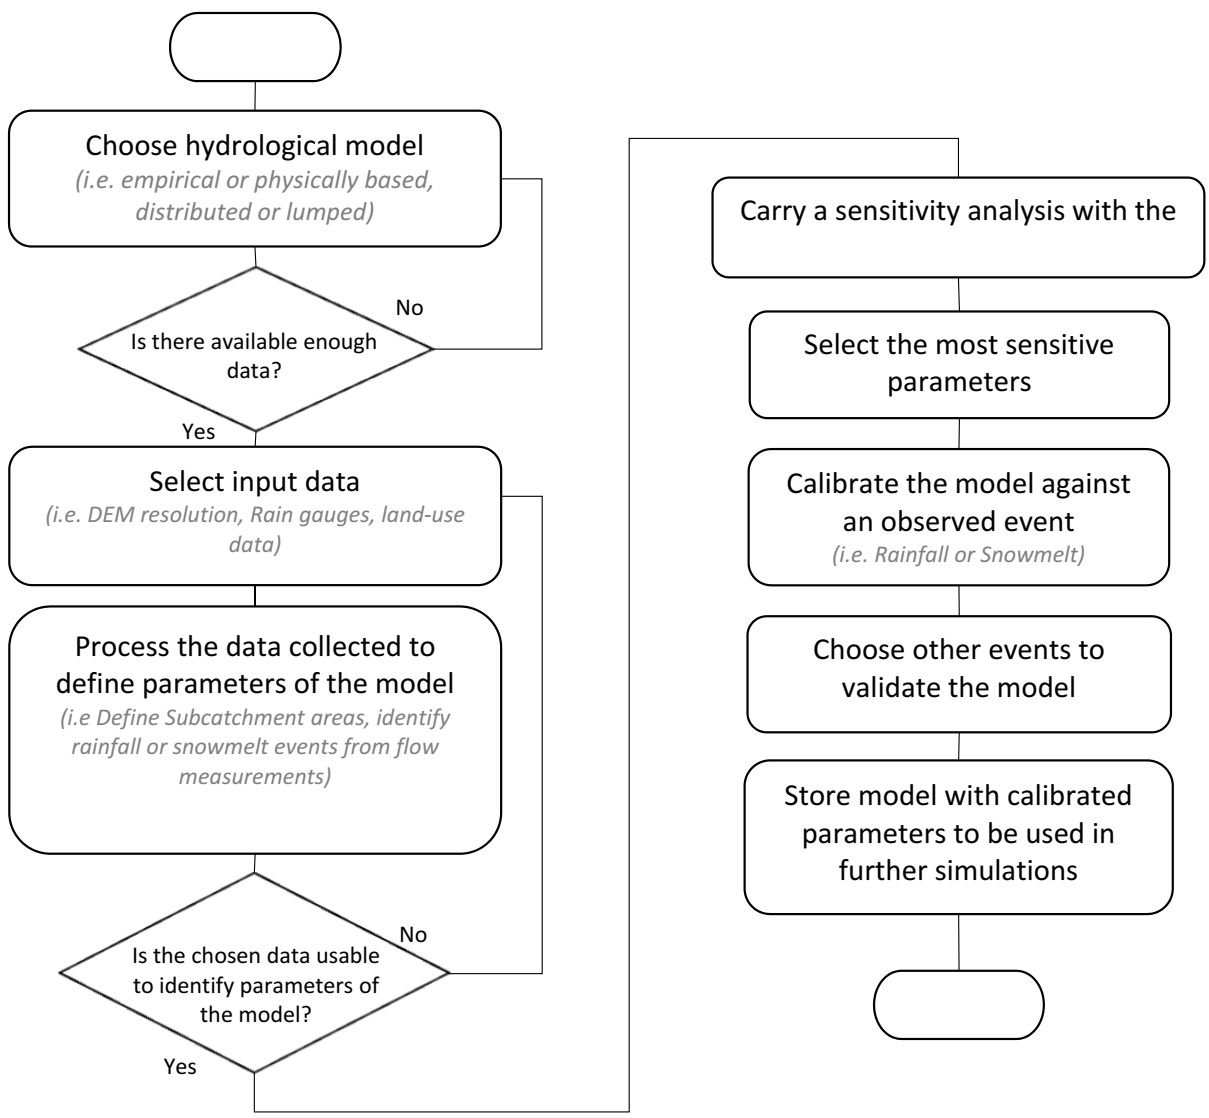 Choose hydrological model
(i.e. empirical or physically based,
distributed or lumped)
No
Is there available enough
data?
Yes
Select input data
(i.e. DEM resolution, Rain gauges, land-use
data)
Process the data collected to
define parameters of the model
(i.e Define Subcatchment areas, identify
rainfall or snowmelt events from flow
measurements)
No
Is the chosen data usable
to identify parameters of
the model?
Yes
Carry a sensitivity analysis with the
Select the most sensitive
parameters
Calibrate the model against
an observed event
(i.e. Rainfall or Snowmelt)
Choose other events to
validate the model
Store model with calibrated
parameters to be used in
further simulations